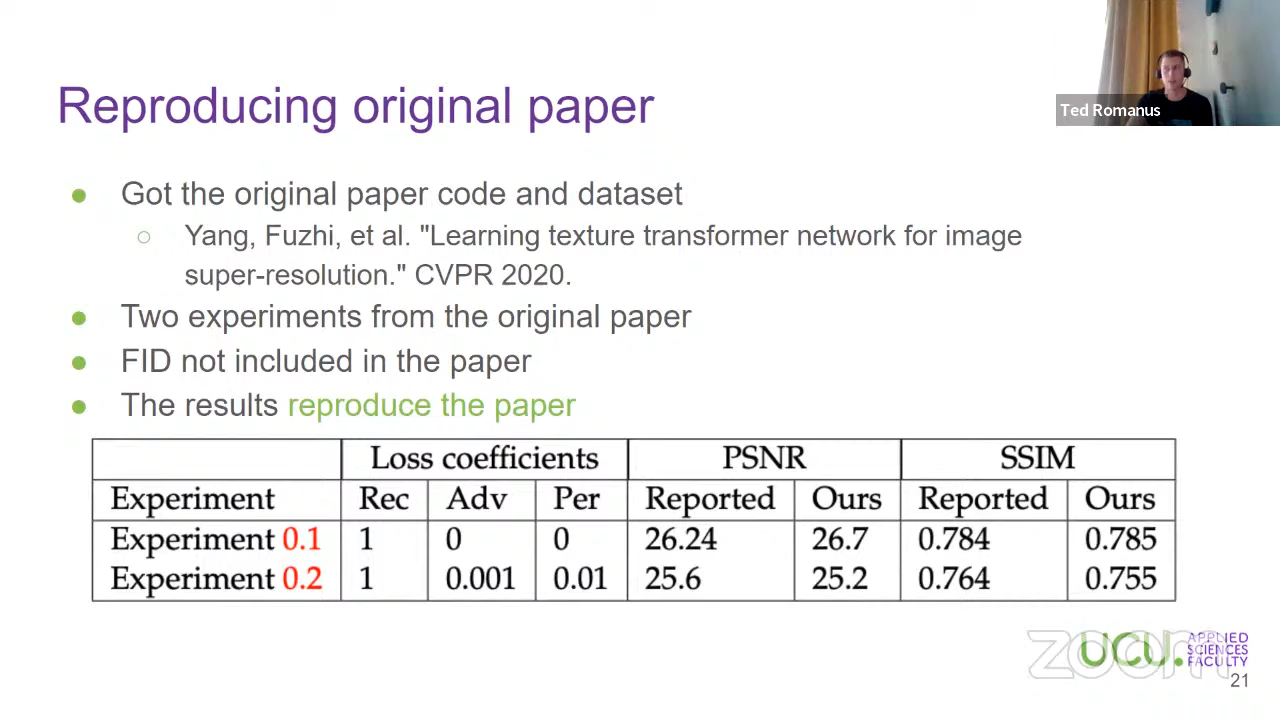 Reproducing original paper
Ted Romanus
● Got the original paper code and dataset
○ Yang, Fuzhi, et al. "Learning texture transformer network for image
super-resolution." CVPR 2020.
● Two experiments from the original paper
● FID not included in the paper
● The results reproduce the paper
Loss coefficients PSNR SSIM
Experiment Rec Adv Per Reported Ours Reported Ours
Experiment 0.1 1 0 0 26.24 26.7 0.784 0.785
Experiment 0.2 1 0.001 0.01 25.6 25.2 0.764 0.755
zoom
UCU. APPLIED
SCIENCES
FACULTY
21